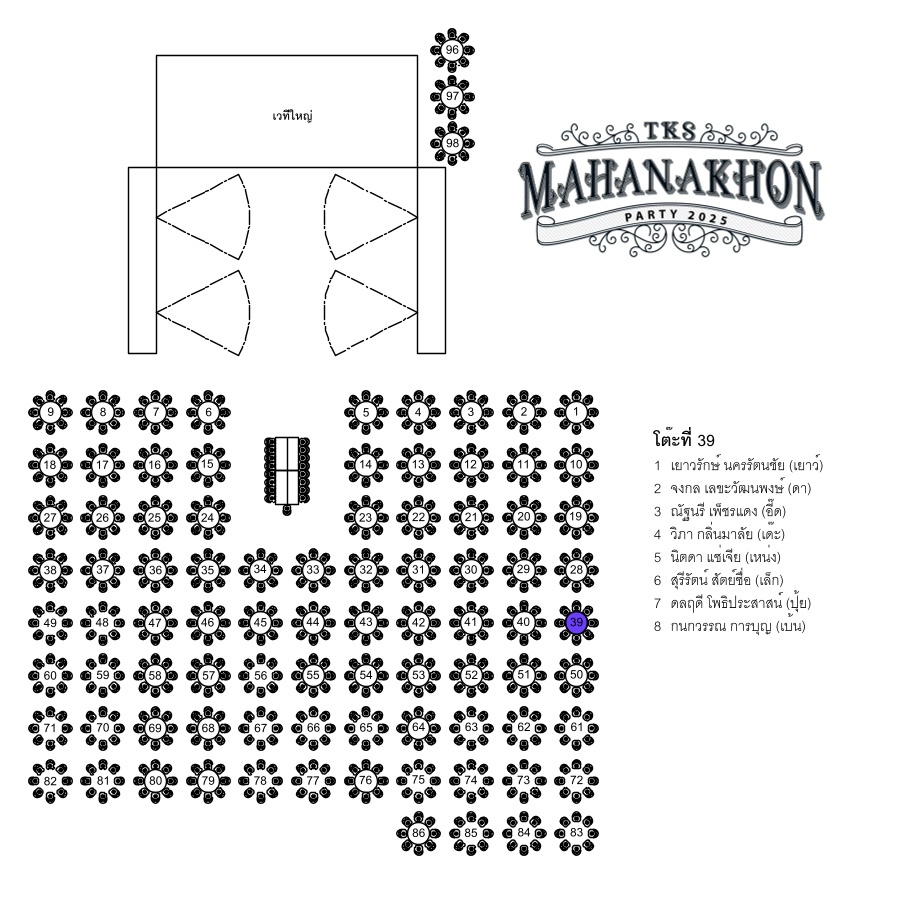 96
97
เวทีใหญ่
98
TKS
MAHANAKHON
PARTY 2025
9 8 7 6 5 4 3 2 1
18 17 16 15 14 13 12 11 10
27 26 25 24 23 22 21 20 19
38 37 36 35 34 33 32 31 30 29 28
49 48 47 46 45 44 43 42 41 40 39
60 59 58 57 56 55 54 53 52 51 50
71 70 69 68 67 66 65 64 63 62 61
82 81 80 79 78 77 76 75 74 73 72
86 85 84 83
โต๊ะที่ 39
1 เยาวรักษ์ นครรัตนชัย (เยาว์)
2 จงกล เลขะวัฒนพงษ์ (ดา)
3 ณัฐนรี เพ็ชรแดง (อี๊ด)
4 วิภา กลิ่นมาลัย (เต๊ะ)
5 นิตตา แซ่เจีย (เหน่ง)
6 สุรีรัตน์ สัตย์ซื่อ (เล็ก)
7 ดลฤดี โพธิประสาสน์ (ปุ้ย)
8 กนกวรรณ การบุญ (เบ้น)